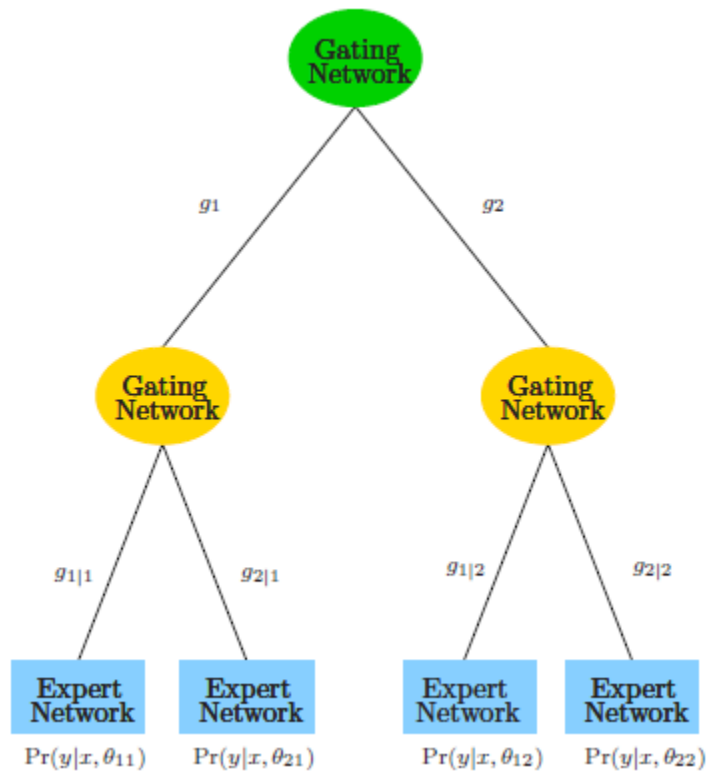 Gating
Network
g₁ g₂
Gating
Network
Gating
Network
g₁|₁ g₂|₁ g₁|₂ g₂|₂
Expert
Network
Expert
Network
Expert
Network
Expert
Network
Pr(y|x, θ₁₁) Pr(y|x, θ₂₁) Pr(y|x, θ₁₂) Pr(y|x, θ₂₂)